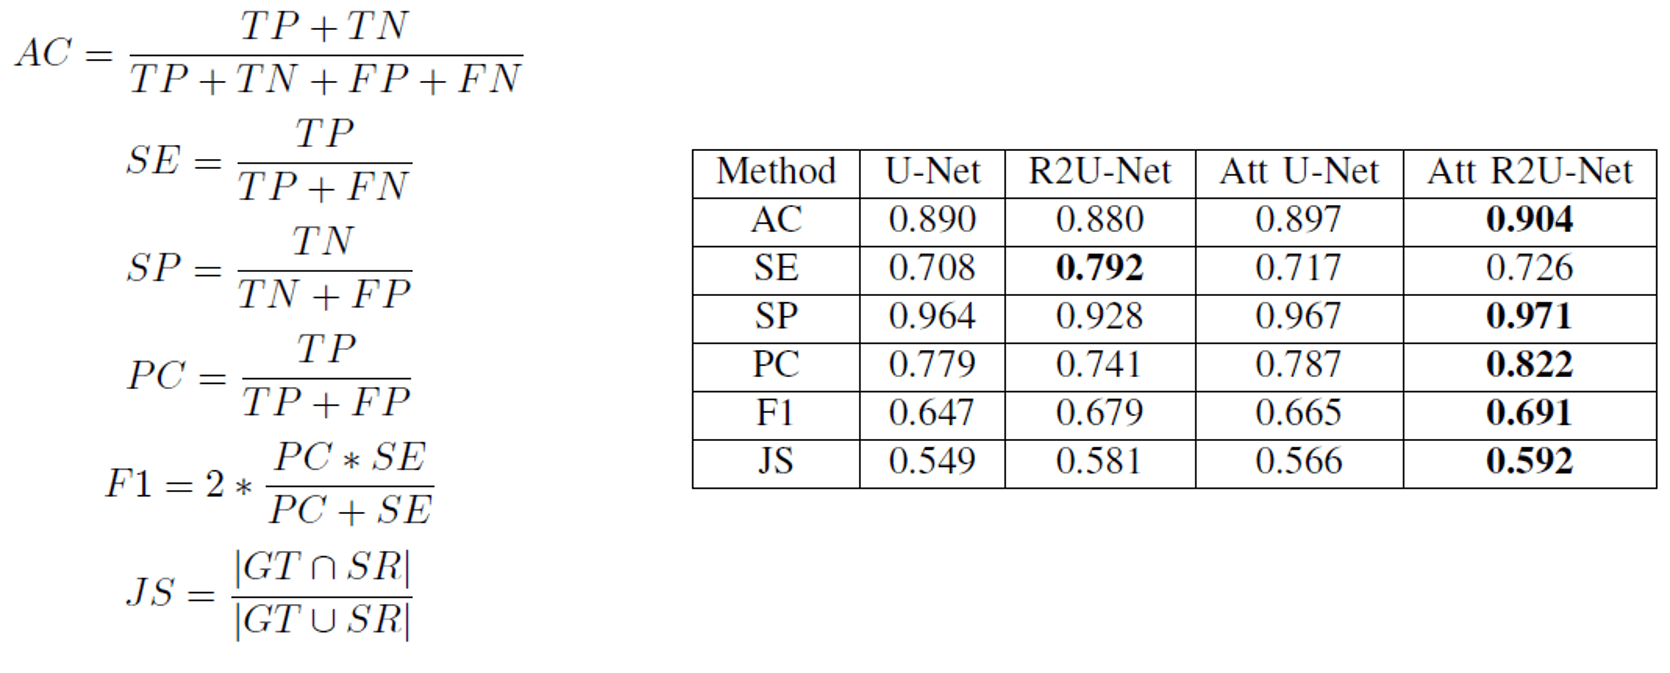 AC = \frac{TP + TN}{TP + TN + FP + FN}
SE = \frac{TP}{TP + FN}
SP = \frac{TN}{TN + FP}
PC = \frac{TP}{TP + FP}
F1 = 2 * \frac{PC * SE}{PC + SE}
JS = \frac{|GT ∩ SR|}{|GT ∪ SR|}
Method U-Net R2U-Net Att U-Net Att R2U-Net
AC 0.890 0.880 0.897 0.904
SE 0.708 0.792 0.717 0.726
SP 0.964 0.928 0.967 0.971
PC 0.779 0.741 0.787 0.822
F1 0.647 0.679 0.665 0.691
JS 0.549 0.581 0.566 0.592